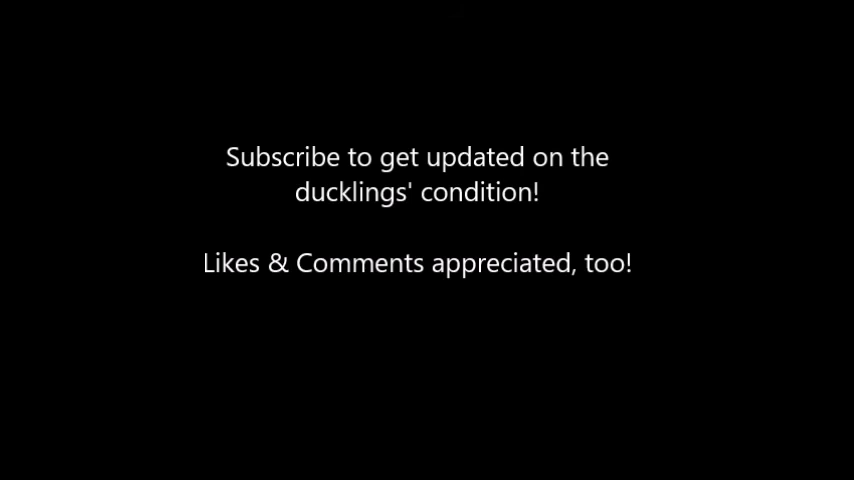 Subscribe to get updated on the
ducklings' condition!
Likes & Comments appreciated, too!